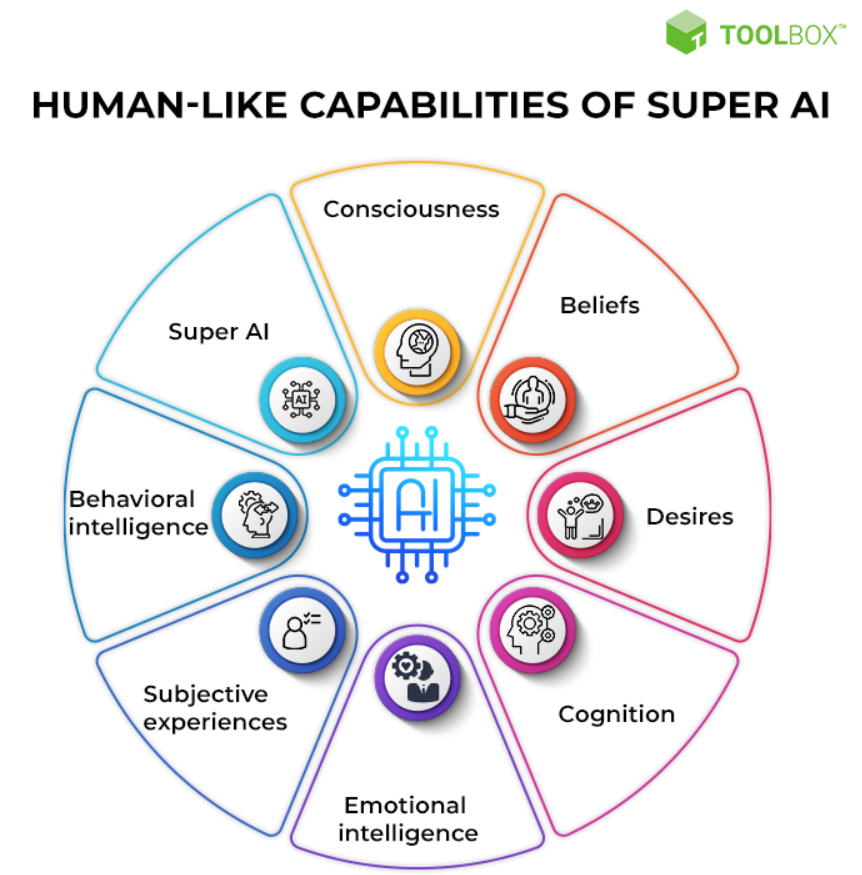 TOOLBOX™
HUMAN-LIKE CAPABILITIES OF SUPER AI
Consciousness
Beliefs
Desires
Cognition
Emotional
intelligence
Subjective
experiences
Behavioral
intelligence
Super AI
AI
AI